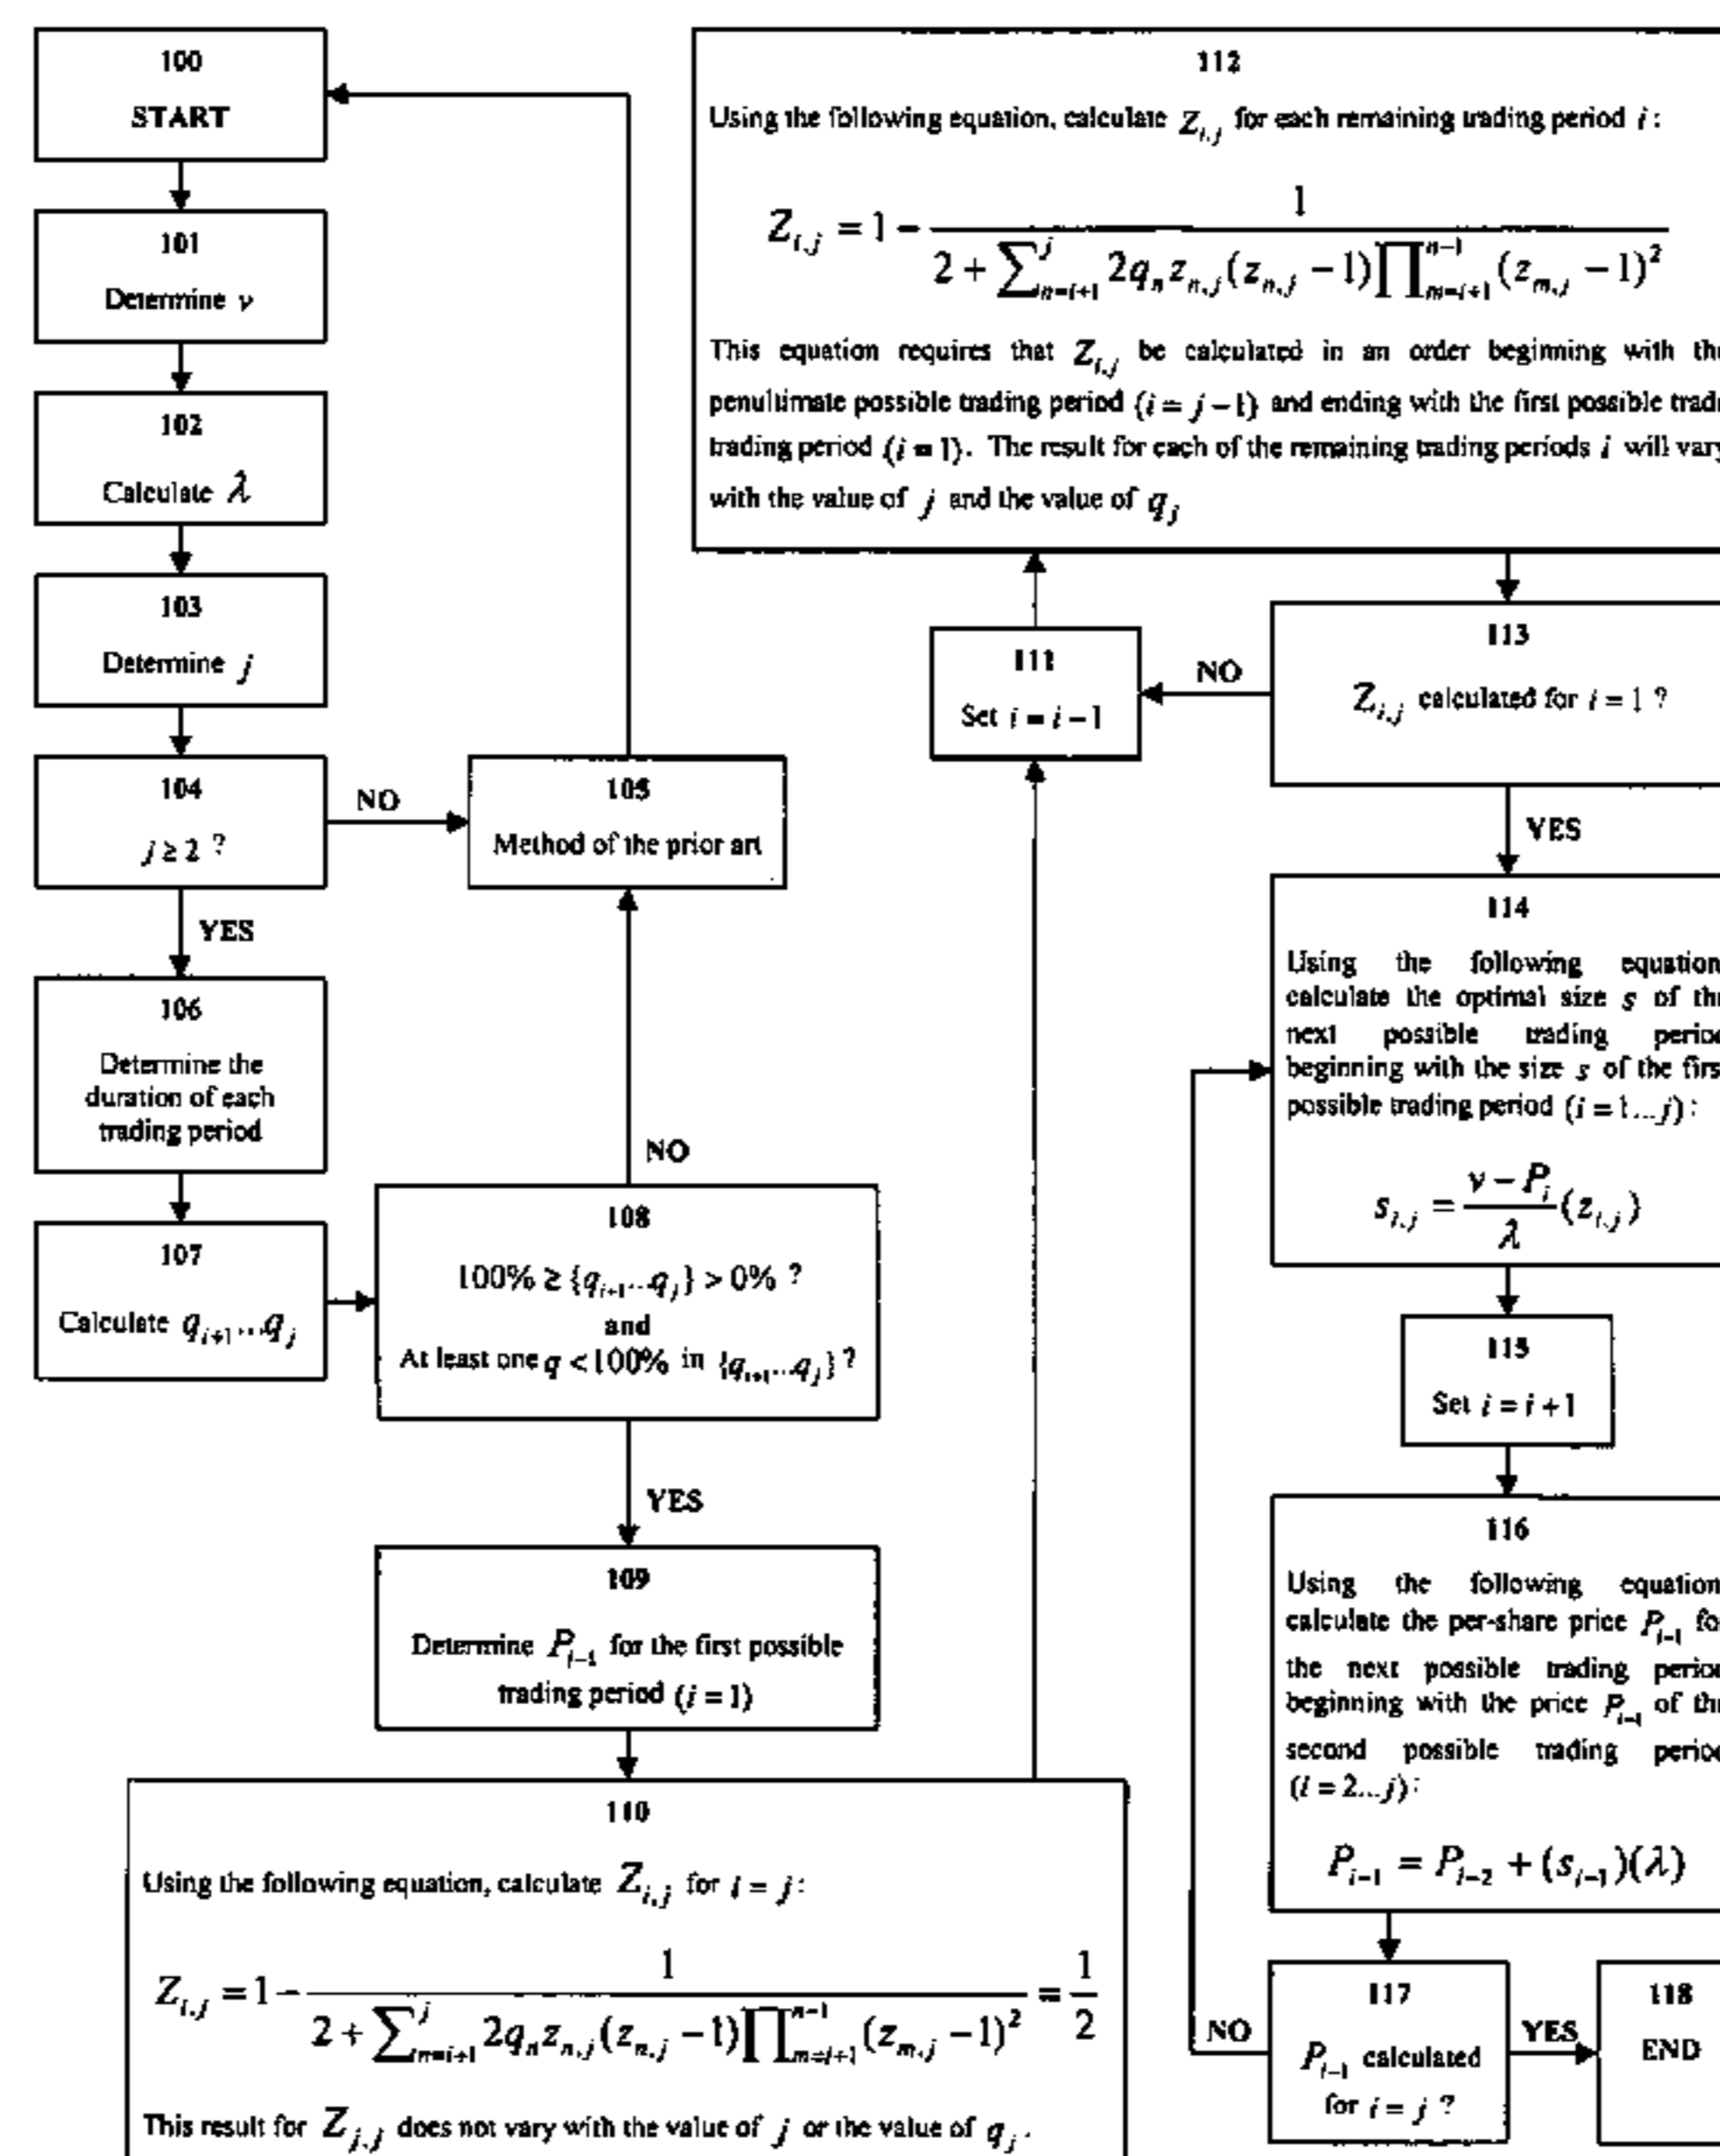 100
START
101
Determine v
102
Calculate λ
103
Determine j
104
j ≥ 2 ?
NO
105
Method of the prior art
YES
106
Determine the
duration of each
trading period
107
Calculate q_{i+1}...q_j
108
100% ≥ {q_{i+1}...q_j} > 0% ?
and
At least one q < 100% in {q_{i+1}...q_j} ?
NO
YES
109
Determine P_{i-1} for the first possible
trading period (i = 1)
110
Using the following equation, calculate Z_{i,j} for i = j:
Z_{i,j} = 1 - \frac{1}{2 + \sum_{n=i+1}^{j} 2q_n z_{n,j}(z_{n,j} - 1) \prod_{m=i+1}^{n-1} (z_{m,j} - 1)^2} = \frac{1}{2}
This result for Z_{j,j} does not vary with the value of j or the value of q_j.
111
Set i = i - 1
112
Using the following equation, calculate Z_{i,j} for each remaining trading period i:
Z_{i,j} = 1 - \frac{1}{2 + \sum_{n=i+1}^{j} 2q_n z_{n,j}(z_{n,j} - 1) \prod_{m=i+1}^{n-1} (z_{m,j} - 1)^2}
This equation requires that Z_{i,j} be calculated in an order beginning with
penultimate possible trading period (i = j - 1) and ending with the first possible
trading period (i = 1). The result for each of the remaining trading periods i will vary
with the value of j and the value of q_j
113
Z_{i,j} calculated for i = 1 ?
NO
YES
114
Using the following equation
calculate the optimal size s of
next possible trading
beginning with the size s of the
possible trading period (i = 1...j):
s_{i,j} = \frac{v - P_i}{λ}(z_{i,j})
115
Set i = i + 1
116
Using the following equation
calculate the per-share price P_{i-1}
the next possible trading
beginning with the price P_{i-1} of
second possible trading
(i = 2...j):
P_{i-1} = P_{i-2} + (s_{i-1})(λ)
117
P_{i-1} calculated
for i = j ?
NO
YES
118
END